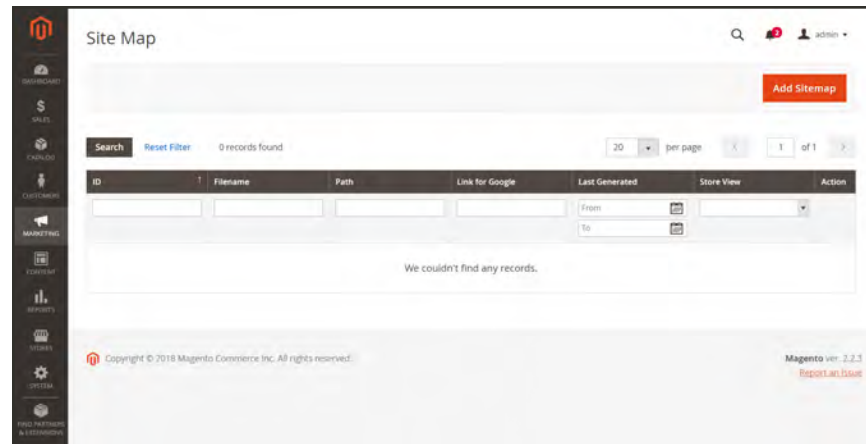 Site Map
2
admin
DASHBOARD
SALES
CATALOG
CUSTOMERS
MARKETING
CONTENT
REPORTS
STORES
SYSTEM
FIND PARTNERS
& EXTENSIONS
Add Sitemap
Search Reset Filter 0 records found 20 per page 1 of 1
ID Filename Path Link for Google Last Generated Store View Action
From
To
We couldn't find any records.
Copyright © 2018 Magento Commerce Inc. All rights reserved. Magento ver. 2.2.3
Report an Issue